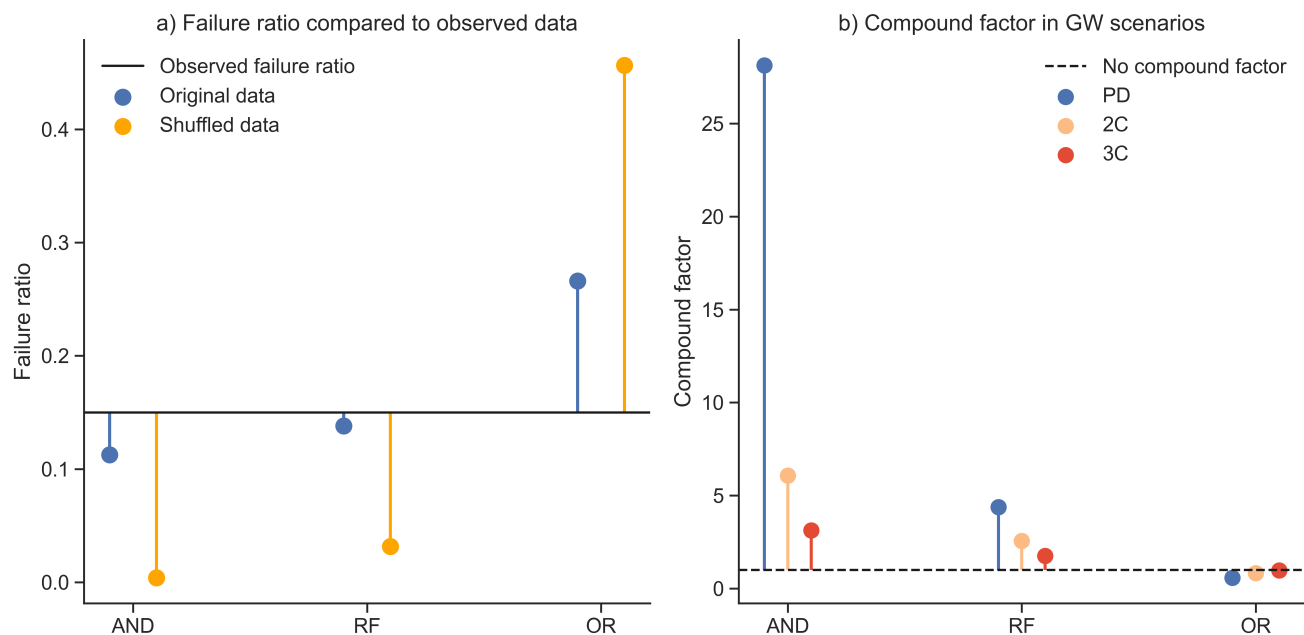 a) Failure ratio compared to observed data
Observed failure ratio
Original data
Shuffled data
Failure ratio
0.4
0.3
0.2
0.1
0.0
AND
RF
OR
b) Compound factor in GW scenarios
No compound factor
PD
2C
3C
Compound factor
25
20
15
10
5
0
AND
RF
OR